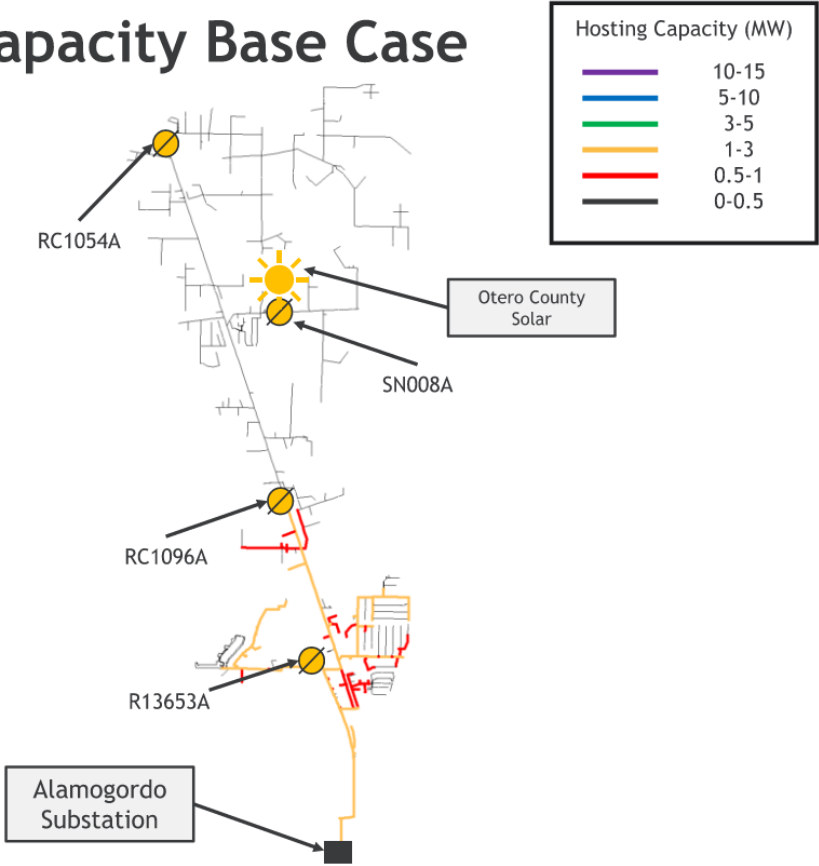 apacity Base Case
Hosting Capacity (MW)
10-15
5-10
3-5
1-3
0.5-1
0-0.5
RC1054A
Otero County
Solar
SN008A
RC1096A
R13653A
Alamogordo
Substation